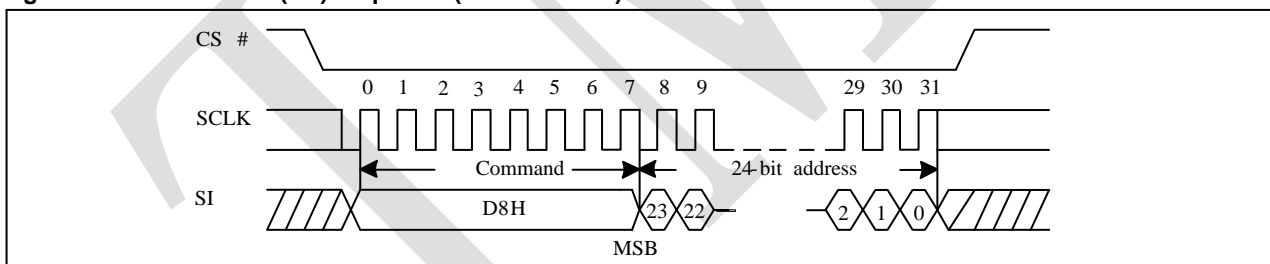 CS #
0 1 2 3 4 5 6 7 8 9 29 30 31
SCLK
Command 24-bit address
SI D8H 23 22 2 1 0
MSB